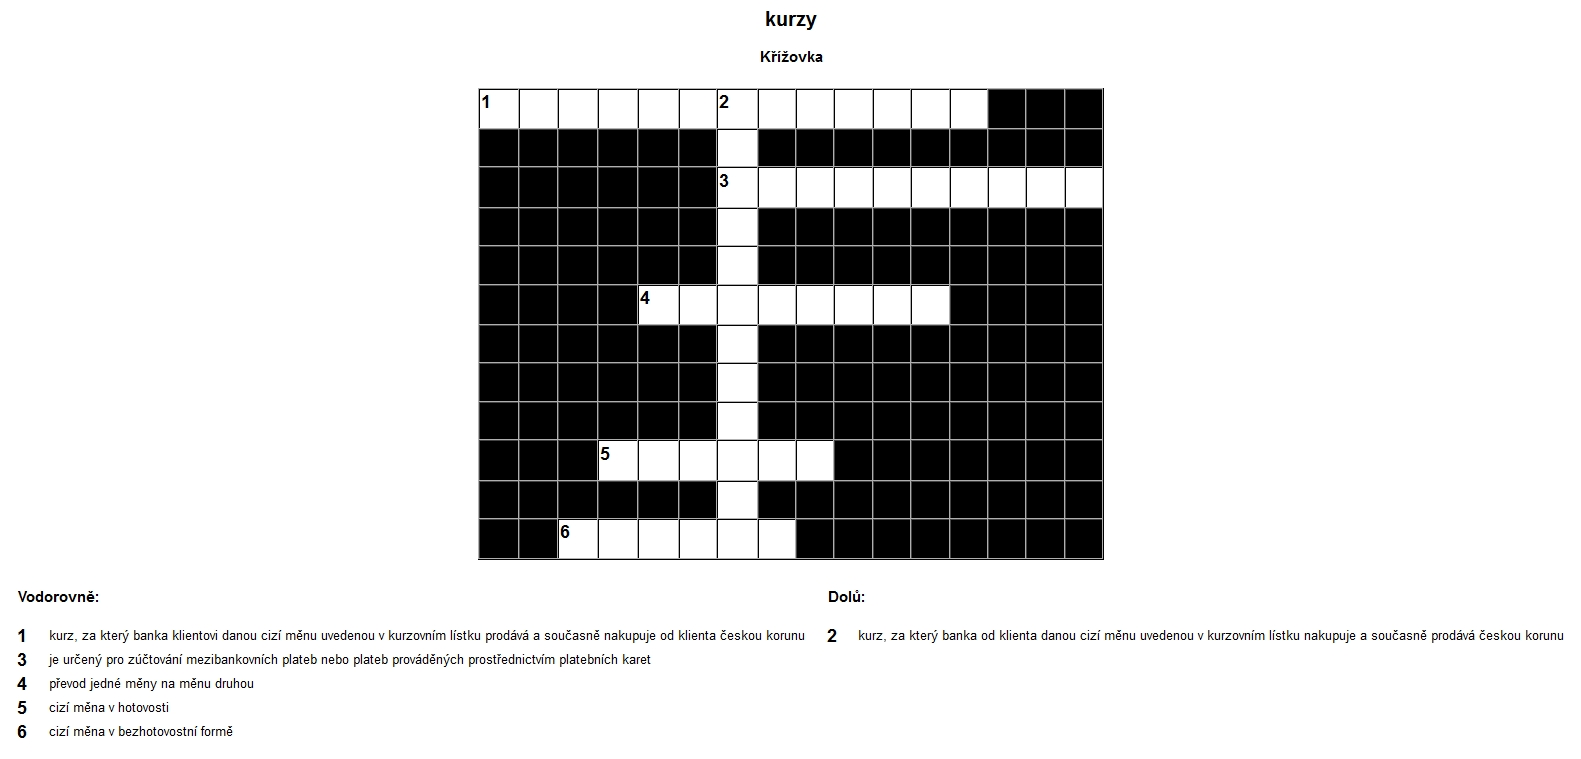 kurzy
Křížovka
1 2
3
4
5
6
Vodorovně:
1 kurz, za který banka klientovi danou cizí měnu uvedenou v kurzovním lístku prodává a současně nakupuje od klienta českou korunu
3 je určený pro zúčtování mezibankovních plateb nebo plateb prováděných prostřednictvím platebních karet
4 převod jedné měny na měnu druhou
5 cizí měna v hotovosti
6 cizí měna v bezhotovostní formě
Dolů:
2 kurz, za který banka od klienta danou cizí měnu uvedenou v kurzovním lístku nakupuje a současně prodává českou korunu